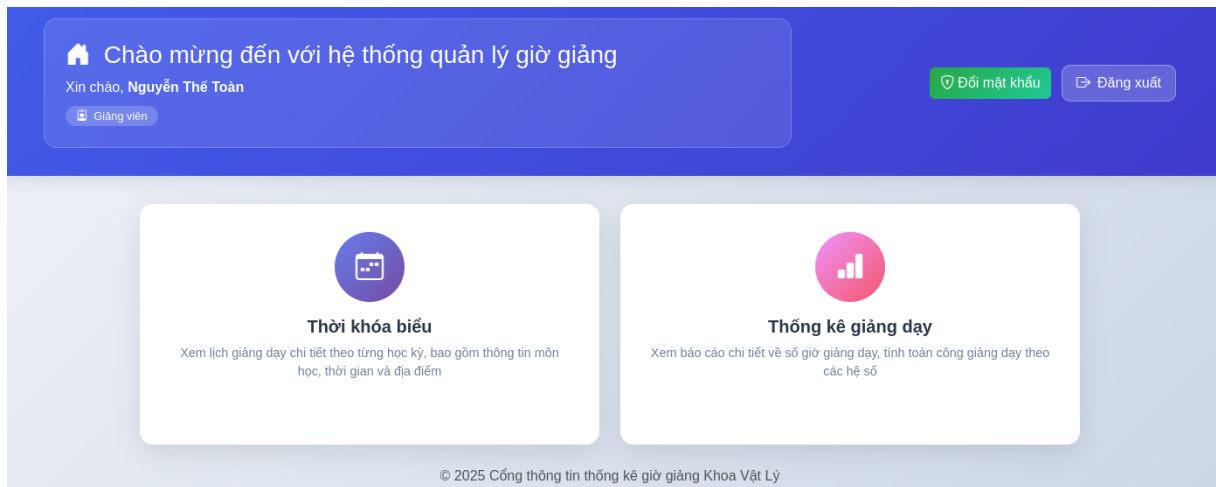 Chào mừng đến với hệ thống quản lý giờ giảng
Xin chào, Nguyễn Thế Toàn
Giảng viên
Đổi mật khẩu
Đăng xuất
Thời khóa biểu
Xem lịch giảng dạy chi tiết theo từng học kỳ, bao gồm thông tin môn
học, thời gian và địa điểm
Thống kê giảng dạy
Xem báo cáo chi tiết về số giờ giảng dạy, tính toán công giảng dạy theo
các hệ số
© 2025 Cổng thông tin thống kê giờ giảng Khoa Vật Lý